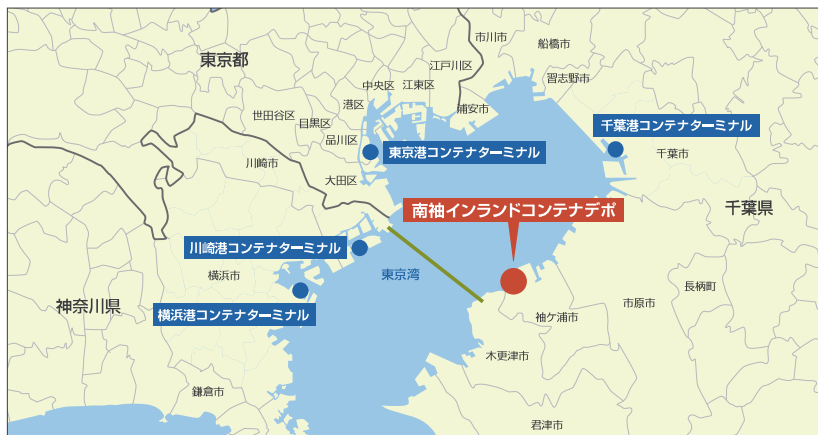 市川市
船橋市
東京都
江戸川区
習志野市
中央区
江東区
港区
浦安市
世田谷区
目黒区
千葉港コンテナターミナル
品川区
東京港コンテナターミナル
千葉市
川崎市
大田区
南袖インランドコンテナデポ
千葉県
川崎港コンテナターミナル
横浜市
東京湾
長柄町
神奈川県
横浜港コンテナターミナル
袖ケ浦市
市原市
木更津市
鎌倉市
君津市